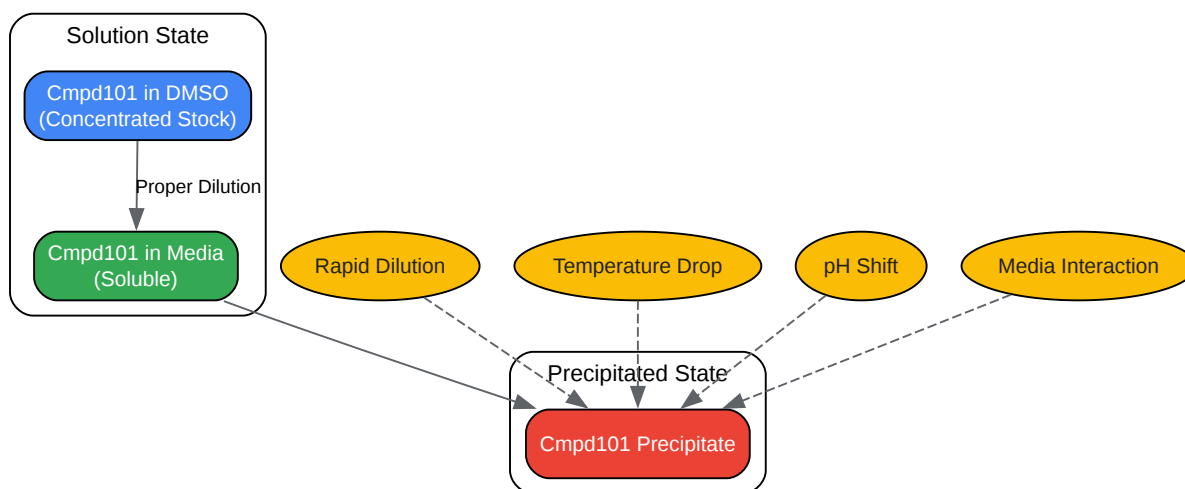 Solution State
Cmpd101 in DMSO
(Concentrated Stock)
Proper Dilution
Cmpd101 in Media
(Soluble)
Rapid Dilution
Temperature Drop
pH Shift
Media Interaction
Precipitated State
Cmpd101 Precipitate